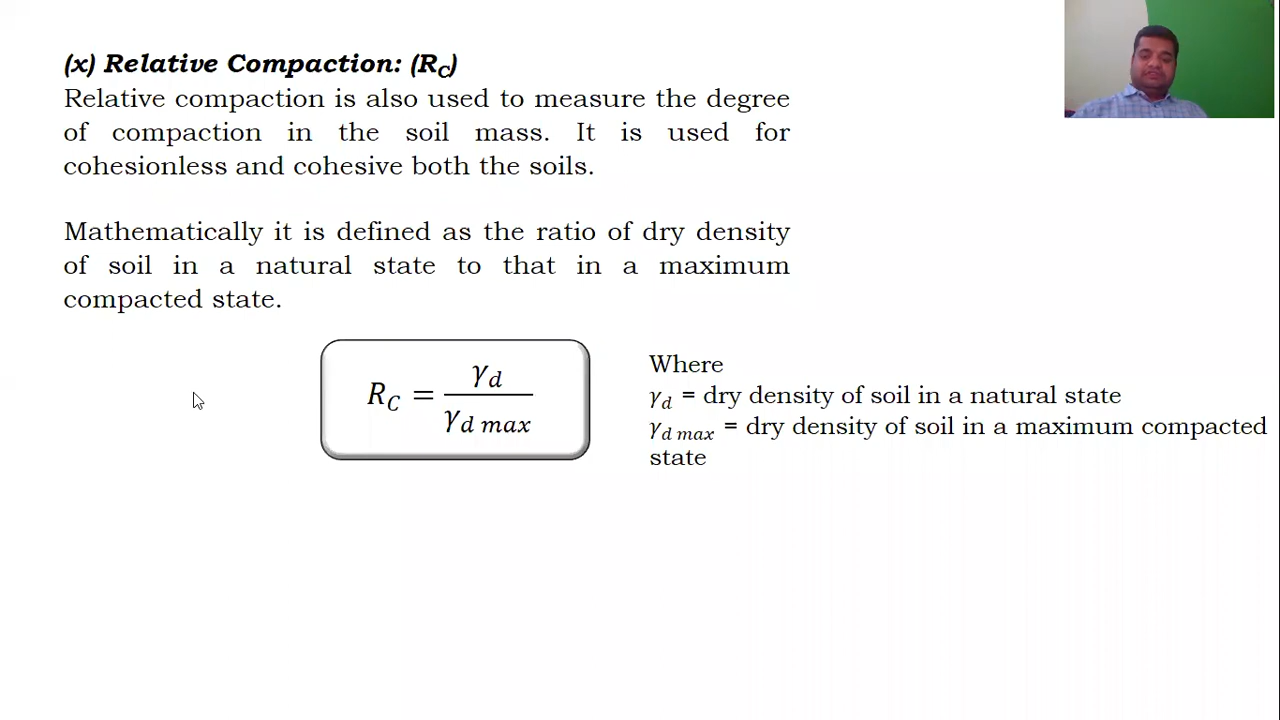 (x) Relative Compaction: (RC)
Relative compaction is also used to measure the degree
of compaction in the soil mass. It is used for
cohesionless and cohesive both the soils.
Mathematically it is defined as the ratio of dry density
of soil in a natural state to that in a maximum
compacted state.
R_C = γ_d / γ_{d max}
Where
γ_d = dry density of soil in a natural state
γ_{d max} = dry density of soil in a maximum compacted
state